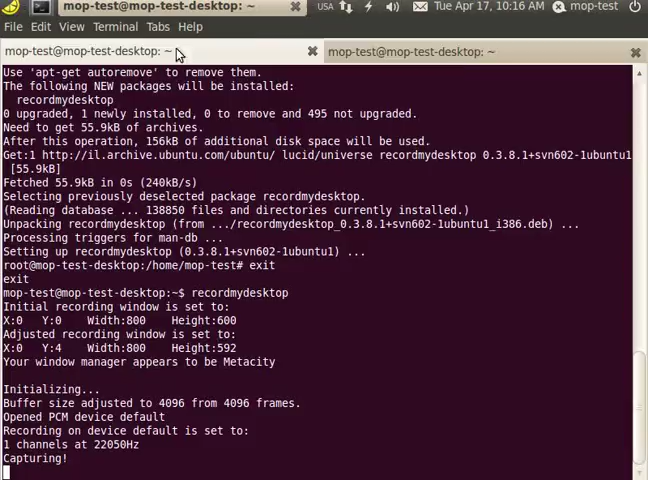 mop-test@mop-test-desktop: ~
USA
Tue Apr 17, 10:16 AM
mop-test
File Edit View Terminal Tabs Help
mop-test@mop-test-desktop: ~
mop-test@mop-test-desktop: ~
Use 'apt-get autoremove' to remove them.
The following NEW packages will be installed:
recordmydesktop
0 upgraded, 1 newly installed, 0 to remove and 495 not upgraded.
Need to get 55.9kB of archives.
After this operation, 156kB of additional disk space will be used.
Get:1 http://il.archive.ubuntu.com/ubuntu/ lucid/universe recordmydesktop 0.3.8.1+svn602-1ubuntu1
[55.9kB]
Fetched 55.9kB in 0s (240kB/s)
Selecting previously deselected package recordmydesktop.
(Reading database ... 138850 files and directories currently installed.)
Unpacking recordmydesktop (from .../recordmydesktop_0.3.8.1+svn602-1ubuntu1_i386.deb) ...
Processing triggers for man-db ...
Setting up recordmydesktop (0.3.8.1+svn602-1ubuntu1) ...
root@mop-test-desktop:/home/mop-test# exit
exit
mop-test@mop-test-desktop:~$ recordmydesktop
Initial recording window is set to:
X:0 Y:0 Width:800 Height:600
Adjusted recording window is set to:
X:0 Y:4 Width:800 Height:592
Your window manager appears to be Metacity
Initializing...
Buffer size adjusted to 4096 from 4096 frames.
Opened PCM device default
Recording on device default is set to:
1 channels at 22050Hz
Capturing!